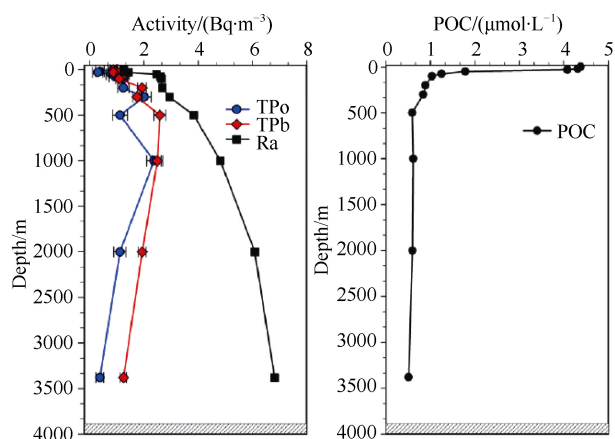 Activity/(Bq·m⁻³)
0 2 4 6 8
0
500
1000
1500
2000
2500
3000
3500
4000
Depth/m
TPo
TPb
Ra
POC/(μmol·L⁻¹)
0 1 2 3 4 5
0
500
1000
1500
2000
2500
3000
3500
4000
Depth/m
POC